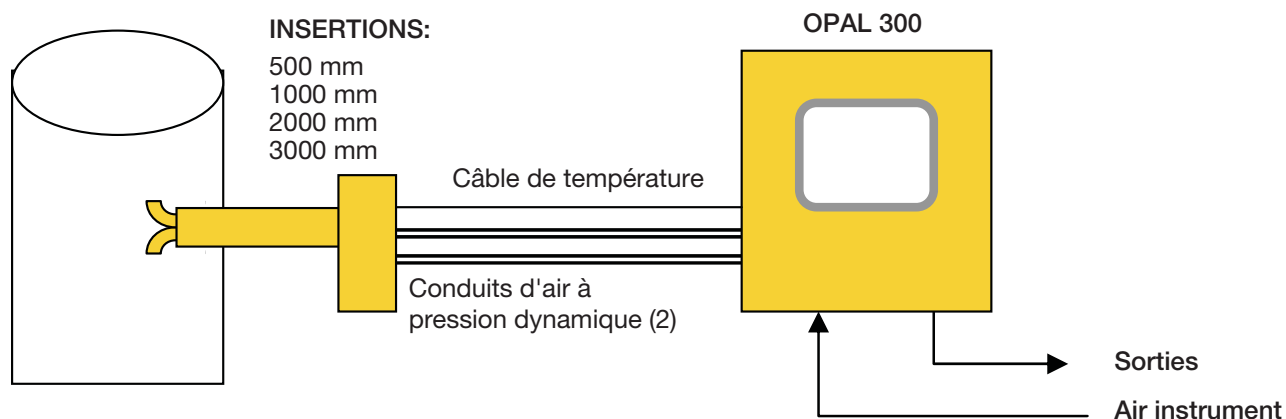 INSERTIONS:
500 mm
1000 mm
2000 mm
3000 mm
OPAL 300
Câble de température
Conduits d'air à
pression dynamique (2)
Sorties
Air instrument